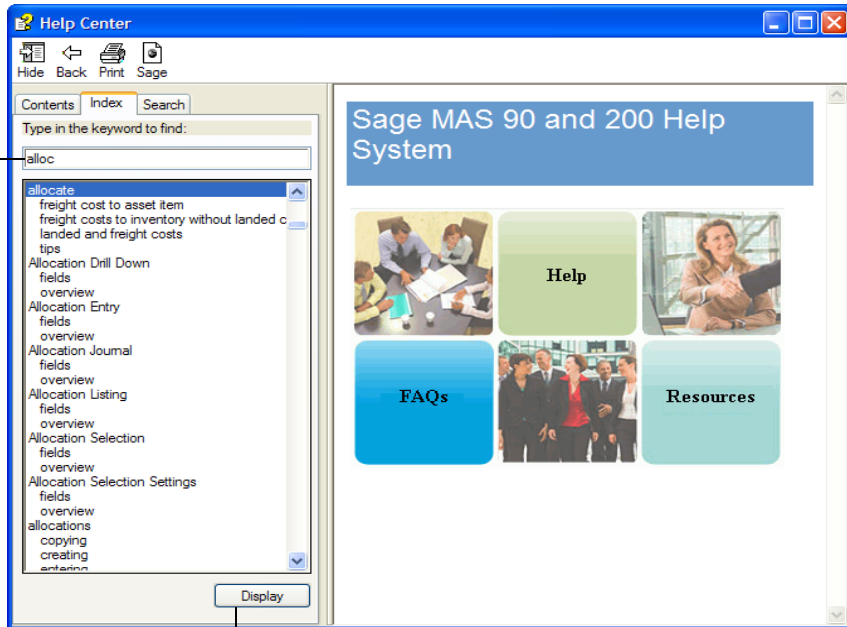 Help Center
Hide Back Print Sage
Contents Index Search
Type in the keyword to find:
alloc
allocate
freight cost to asset item
freight costs to inventory without landed c
landed and freight costs
tips
Allocation Drill Down
fields
overview
Allocation Entry
fields
overview
Allocation Journal
fields
overview
Allocation Listing
fields
overview
Allocation Selection
fields
overview
Allocation Selection Settings
fields
overview
allocations
copying
creating
entering
Display
Sage MAS 90 and 200 Help
System
Help
FAQs
Resources